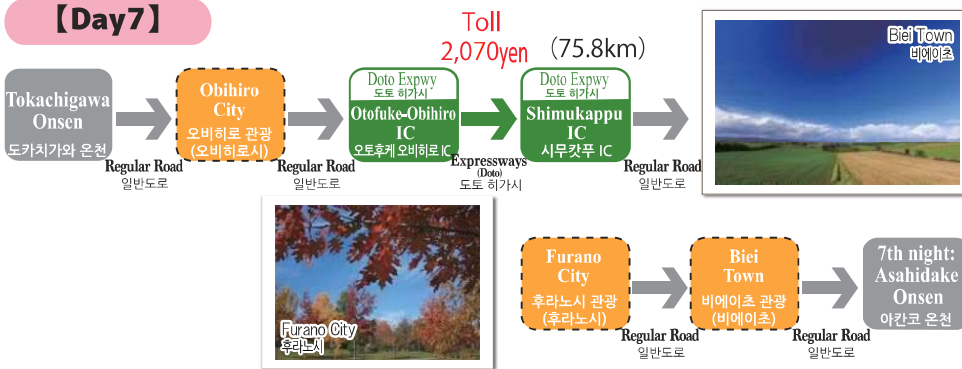 【Day7】
Toll
2,070yen
(75.8km)
Biei Town
비에이초
Tokachigawa
Onsen
도카치가와 온천
Regular Road
일반도로
Obihiro
City
오비히로 관광
(오비히로시)
Regular Road
일반도로
Doto Expwy
도토 히가시
Otofuke-Obihiro
IC
오토후케 오비히로 IC
Expressways
(Doto)
도토 히가시
Doto Expwy
도토 히가시
Shimukappu
IC
시무캇푸 IC
Regular Road
일반도로
Furano City
후라노시
Furano
City
후라노시 관광
(후라노시)
Regular Road
일반도로
Biei
Town
비에이초 관광
(비에이초)
Regular Road
일반도로
7th night:
Asahidake
Onsen
아칸코 온천